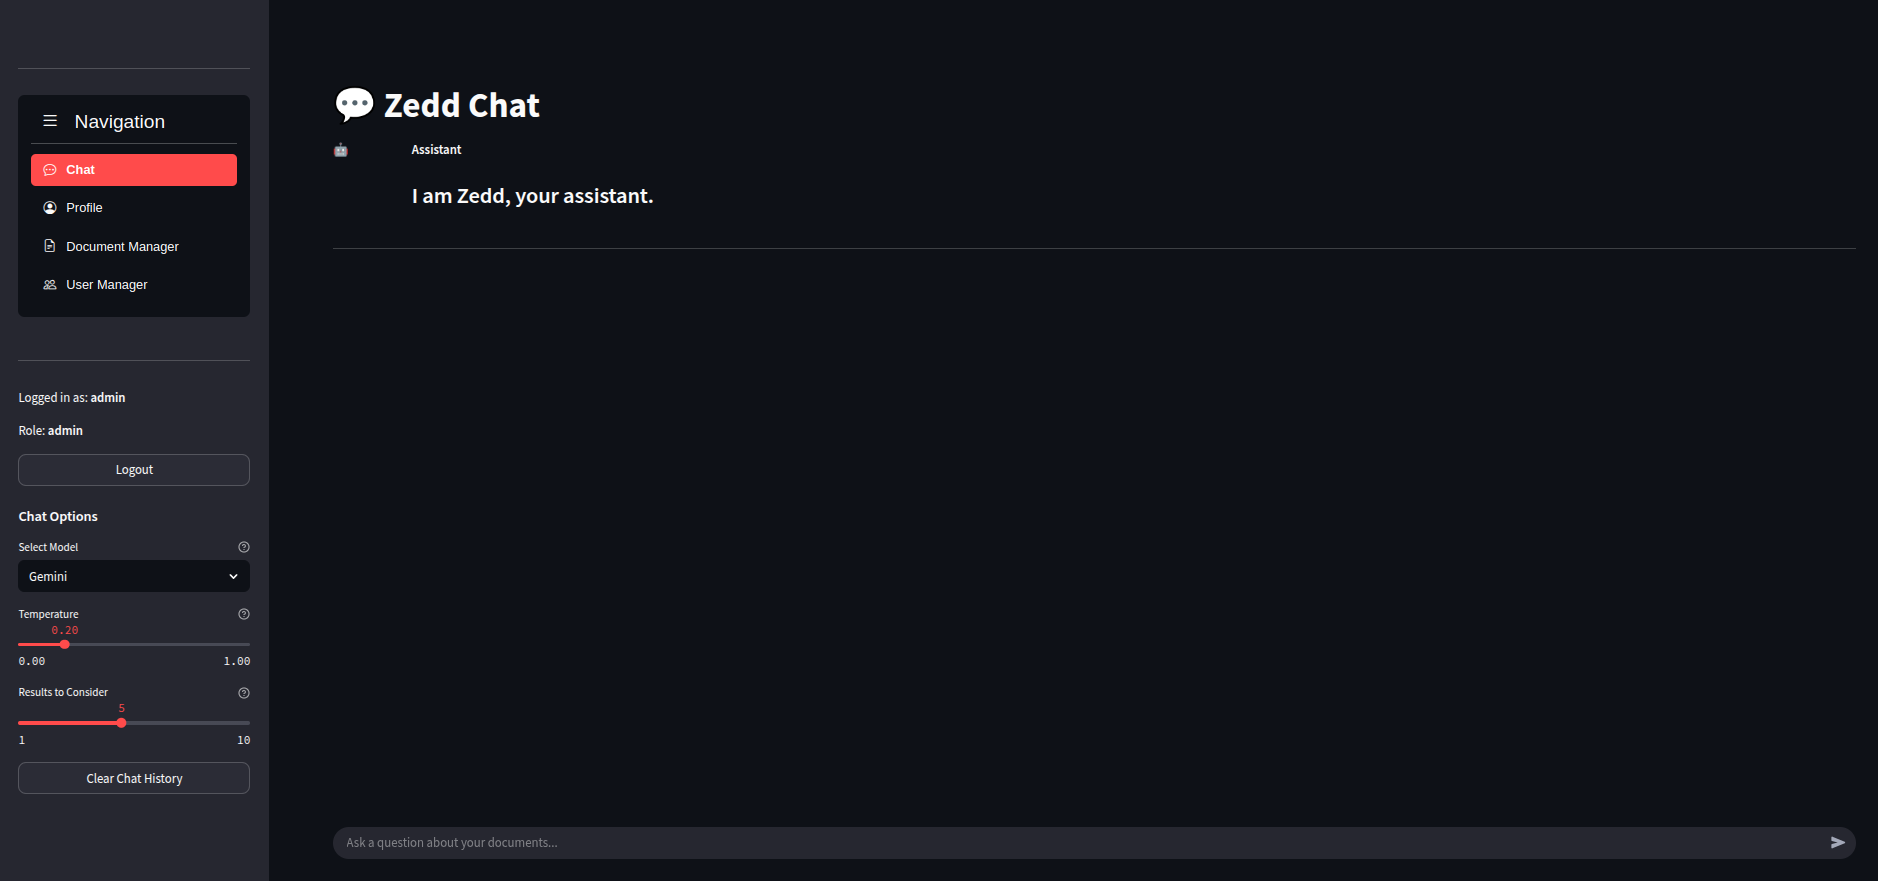 Navigation
Chat
Profile
Document Manager
User Manager
Logged in as: admin
Role: admin
Logout
Chat Options
Select Model
Gemini
Temperature
0.20
0.00 1.00
Results to Consider
5
1 10
Clear Chat History
Zedd Chat
Assistant
I am Zedd, your assistant.
Ask a question about your documents...